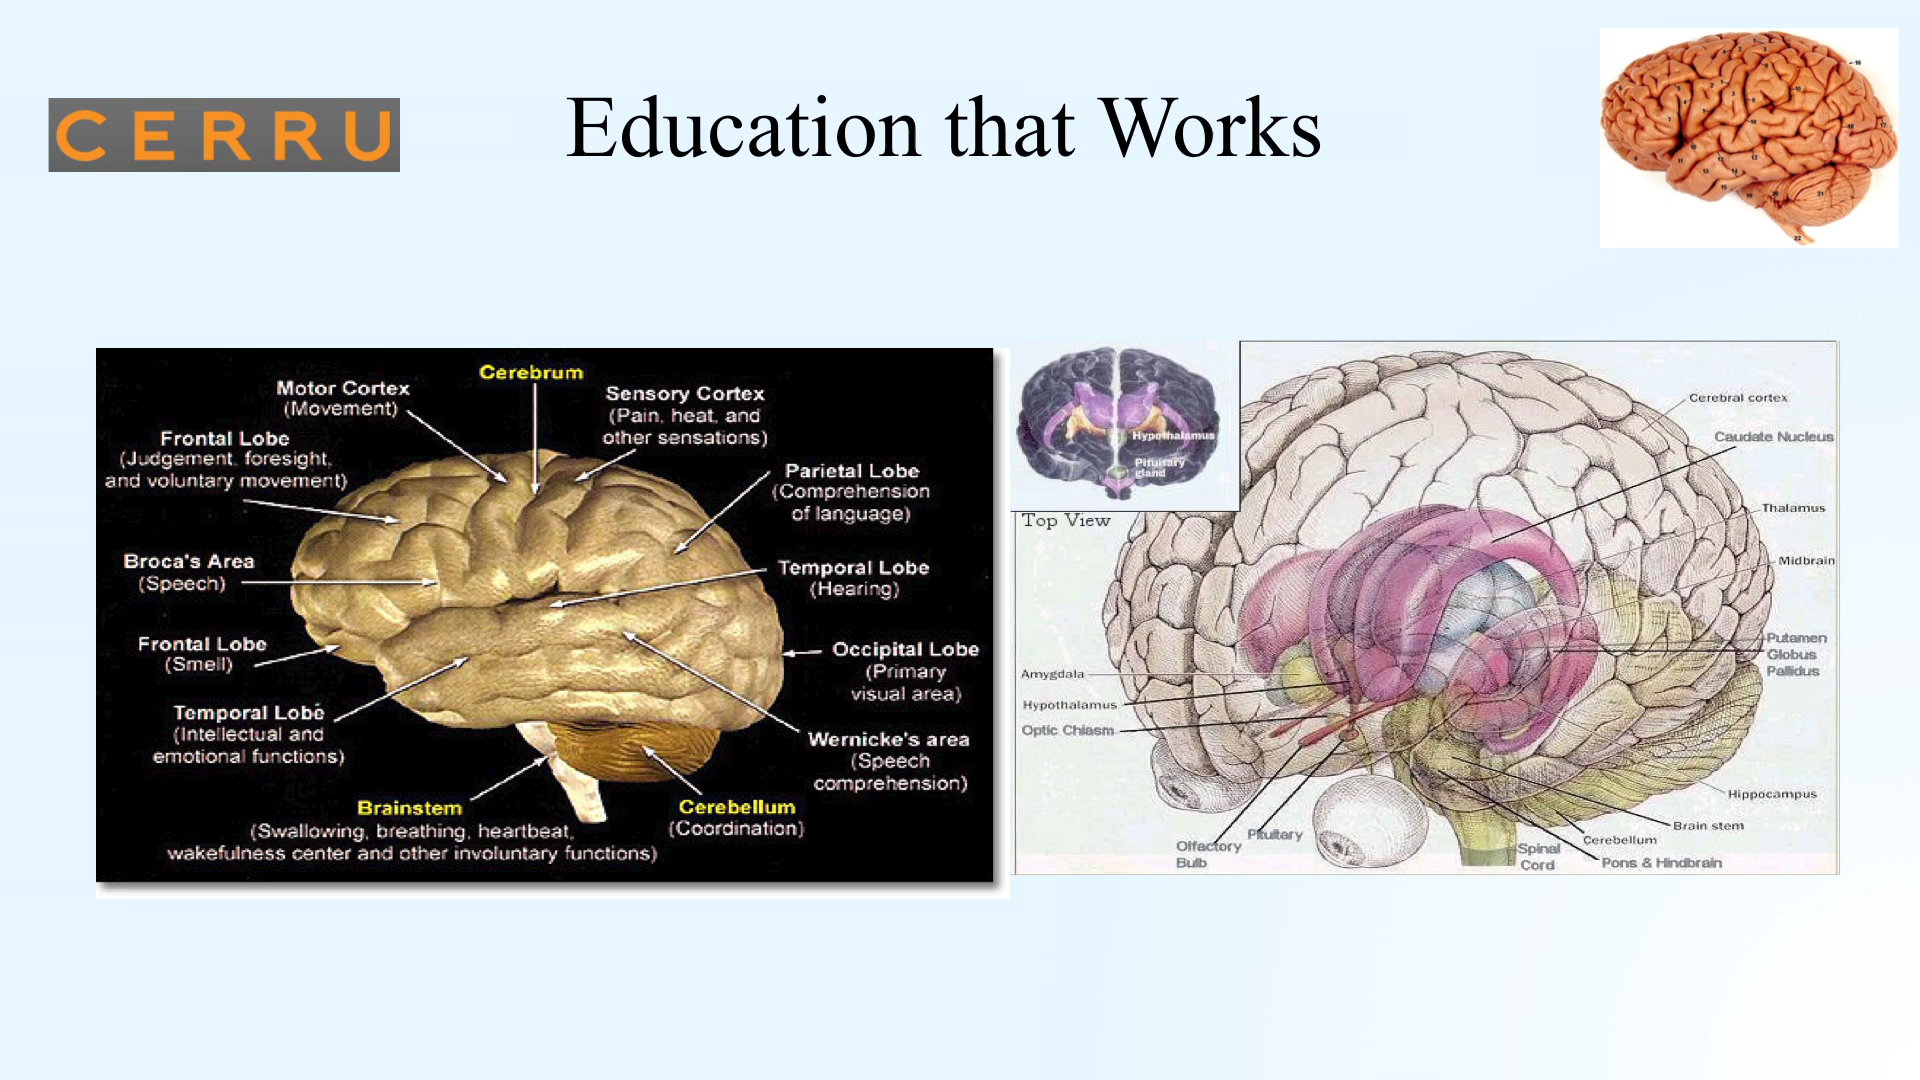 CERRU
Education that Works
Cerebrum
Motor Cortex
(Movement)
Sensory Cortex
(Pain, heat, and
other sensations)
Frontal Lobe
(Judgement. foresight,
and voluntary movement)
Parietal Lobe
(Comprehension
of language)
Broca's Area
(Speech)
Temporal Lobe
(Hearing)
Frontal Lobe
(Smell)
Occipital Lobe
(Primary
visual area)
Temporal Lobe
(Intellectual and
emotional functions)
Wernicke's area
(Speech
comprehension)
Brainstem
(Swallowing, breathing, heartbeat,
wakefulness center and other involuntary functions)
Cerebellum
(Coordination)
Hypothalamus
Pituitary
gland
Top View
Cerebral cortex
Caudate Nucleus
Thalamus
Midbrain
Putamen
Globus
Pallidus
Amygdala
Hypothalamus
Optic Chiasm
Hippocampus
Brain stem
Cerebellum
Pons & Hindbrain
Spinal
Cord
Pituitary
Olfactory
Bulb